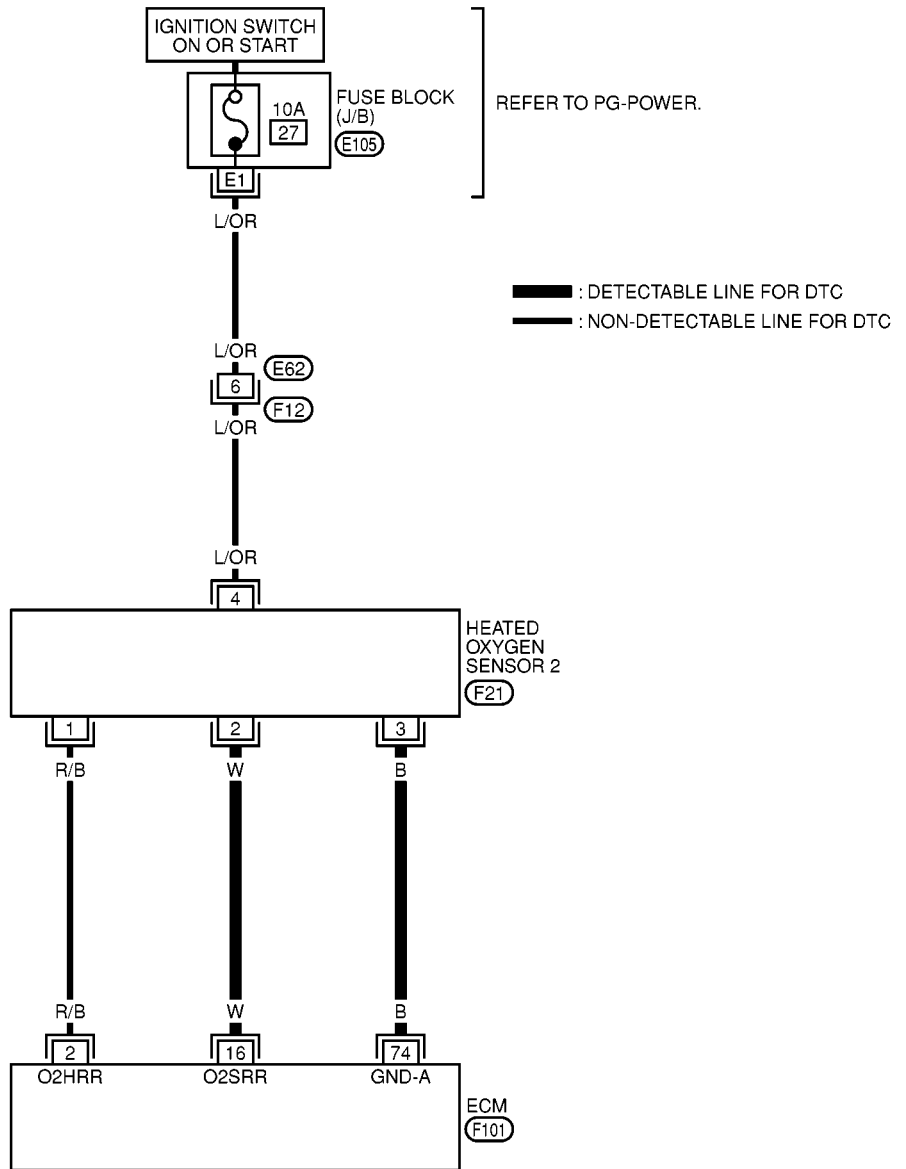 IGNITION SWITCH
ON OR START
10A
27
FUSE BLOCK
(J/B)
E105
REFER TO PG-POWER.
E1
L/OR
: DETECTABLE LINE FOR DTC
: NON-DETECTABLE LINE FOR DTC
L/OR
E62
6
F12
L/OR
L/OR
4
HEATED
OXYGEN
SENSOR 2
F21
1 2 3
R/B W B
R/B W B
2 16 74
O2HRR O2SRR GND-A
ECM
F101